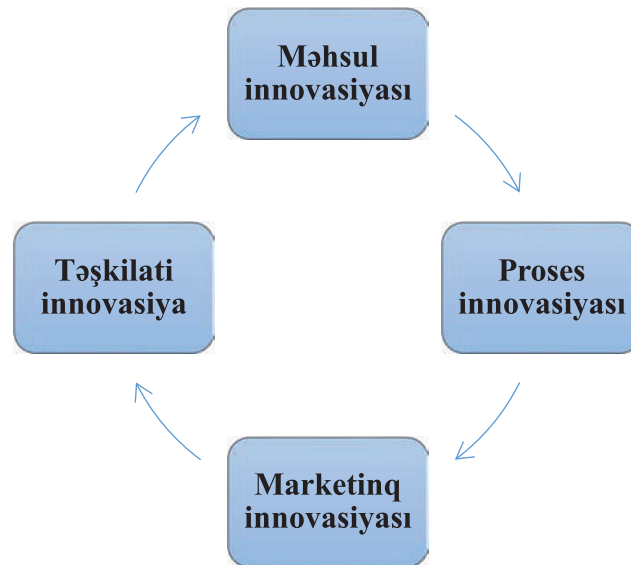 Məhsul
innovasiyası
Proses
innovasiyası
Marketinq
innovasiyası
Təşkilati
innovasiya